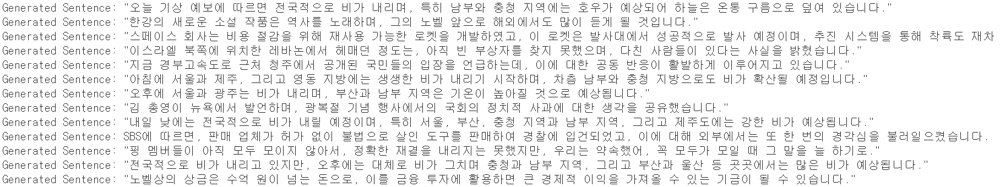 Generated Sentence: "오늘 기상 예보에 따르면 전국적으로 비가 내리며, 특히 남부와 충청 지역에는 호우가 예상되어 하늘은 온통 구름으로 덮여 있습니다."
Generated Sentence: "한강의 새로운 소설 작품은 역사를 노래하며, 그의 노벨 앞으로 해외에서도 많이 듣게 될 것입니다."
Generated Sentence: "스페이스 회사는 비용 절감을 위해 재사용 가능한 로켓을 개발하였고, 이 로켓은 발사대에서 성공적으로 발사 예정이며, 추진 시스템을 통해 착륙도 재차
Generated Sentence: "이스라엘 북쪽에 위치한 레바논에서 헤매던 정도는, 아직 빈 부상자를 찾지 못했으며, 다친 사람들이 있다는 사실을 밝혔습니다."
Generated Sentence: "지금 경부고속도로 근처 청주에서 공개된 국민들의 입장을 언급하는데, 이에 대한 공동 반응이 활발하게 이루어지고 있습니다."
Generated Sentence: "아침에 서울과 제주, 그리고 영동 지방에는 생생한 비가 내리기 시작하며, 차츰 남부와 충청 지방으로도 비가 확산될 예정입니다."
Generated Sentence: "오후에 서울과 광주는 비가 내리며, 부산과 남부 지역은 기온이 높아질 것으로 예상됩니다."
Generated Sentence: "김 총영이 뉴욕에서 발언하며, 광복절 기념 행사에서의 국회의 정치적 사과에 대한 생각을 공유했습니다."
Generated Sentence: "내일 낮에는 전국적으로 비가 내릴 예정이며, 특히 서울, 부산, 충청 지역과 남부 지역, 그리고 제주도에는 강한 비가 예상됩니다."
Generated Sentence: SBS에 따르면, 판매 업체가 허가 없이 불법으로 살인 도구를 판매하여 경찰에 입건되었고, 이에 대해 외부에서는 또 한 번의 경각심을 불러일으켰습니다.
Generated Sentence: "핑 멤버들이 아직 모두 모이지 않아서, 정확한 재결을 내리지는 못했지만, 우리는 약속했어, 꼭 모두가 모일 때 그 말을 늘 하기로."
Generated Sentence: "전국적으로 비가 내리고 있지만, 오후에는 대체로 비가 그치며 충청과 남부 지역, 그리고 부산과 울산 등 곳곳에서는 많은 비가 예상됩니다."
Generated Sentence: "노벨상의 상금은 수억 원이 넘는 돈으로, 이를 금융 투자에 활용하면 큰 경제적 이익을 가져올 수 있는 기금이 될 수 있습니다."